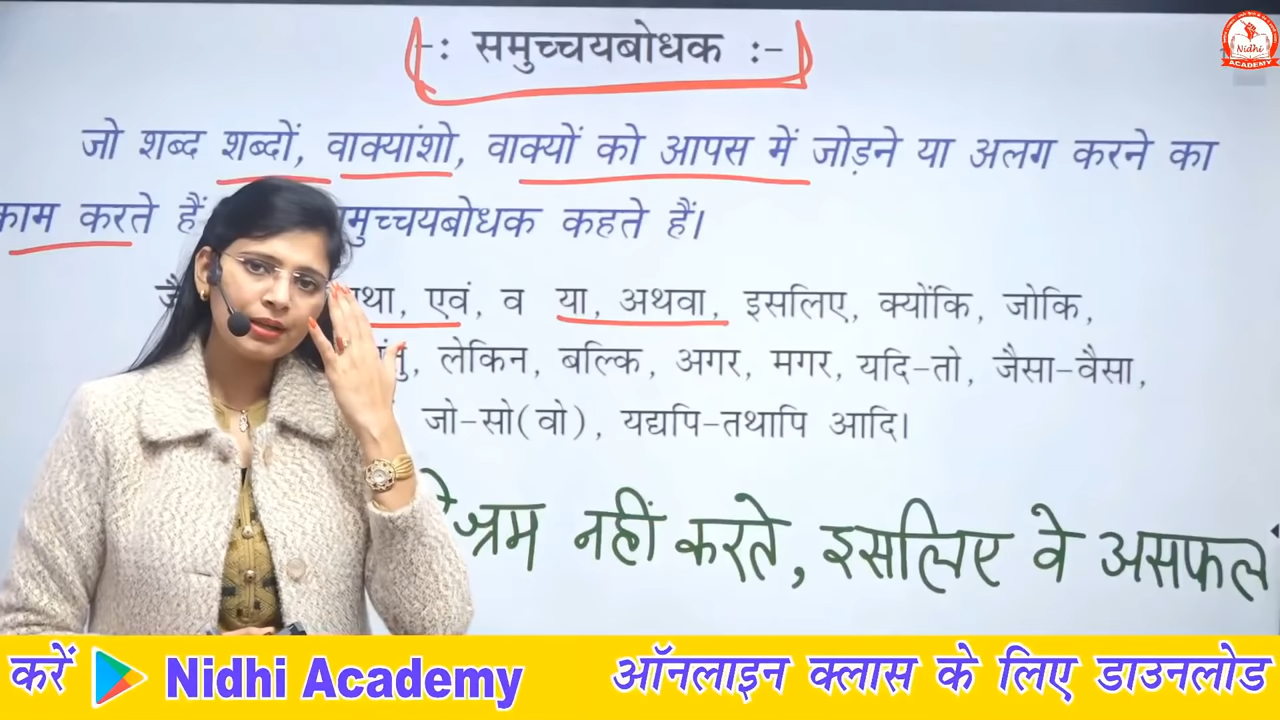 -: समुच्चयबोधक :-
Nidhi
ACADEMY
जो शब्द शब्दों, वाक्यांशो, वाक्यों को आपस में जोड़ने या अलग करने का
काम करते हैं मुच्चयबोधक कहते हैं।
एवं, व या, अथवा, इसलिए, क्योंकि, जोकि,
लेकिन, बल्कि, अगर, मगर, यदि-तो, जैसा-वैसा,
जो-सो(वो), यद्यपि-तथापि आदि।
नहीं करते, इसलिए वे असफल
करें Nidhi Academy ऑनलाइन क्लास के लिए डाउनलोड